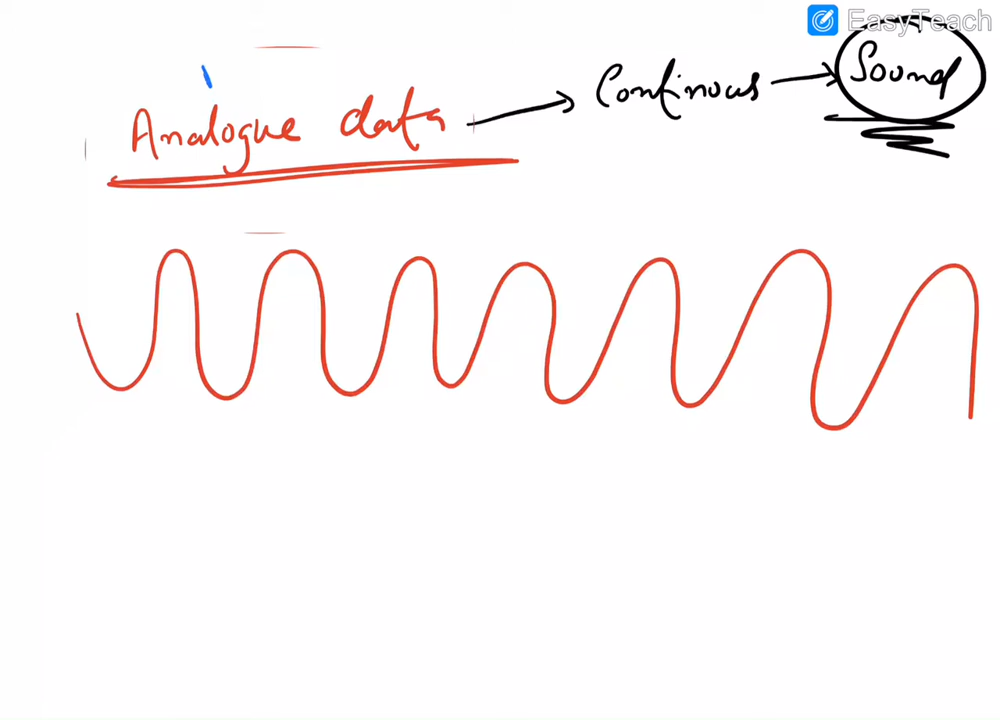 EasyTeach
Analogue data → Continous → Sound